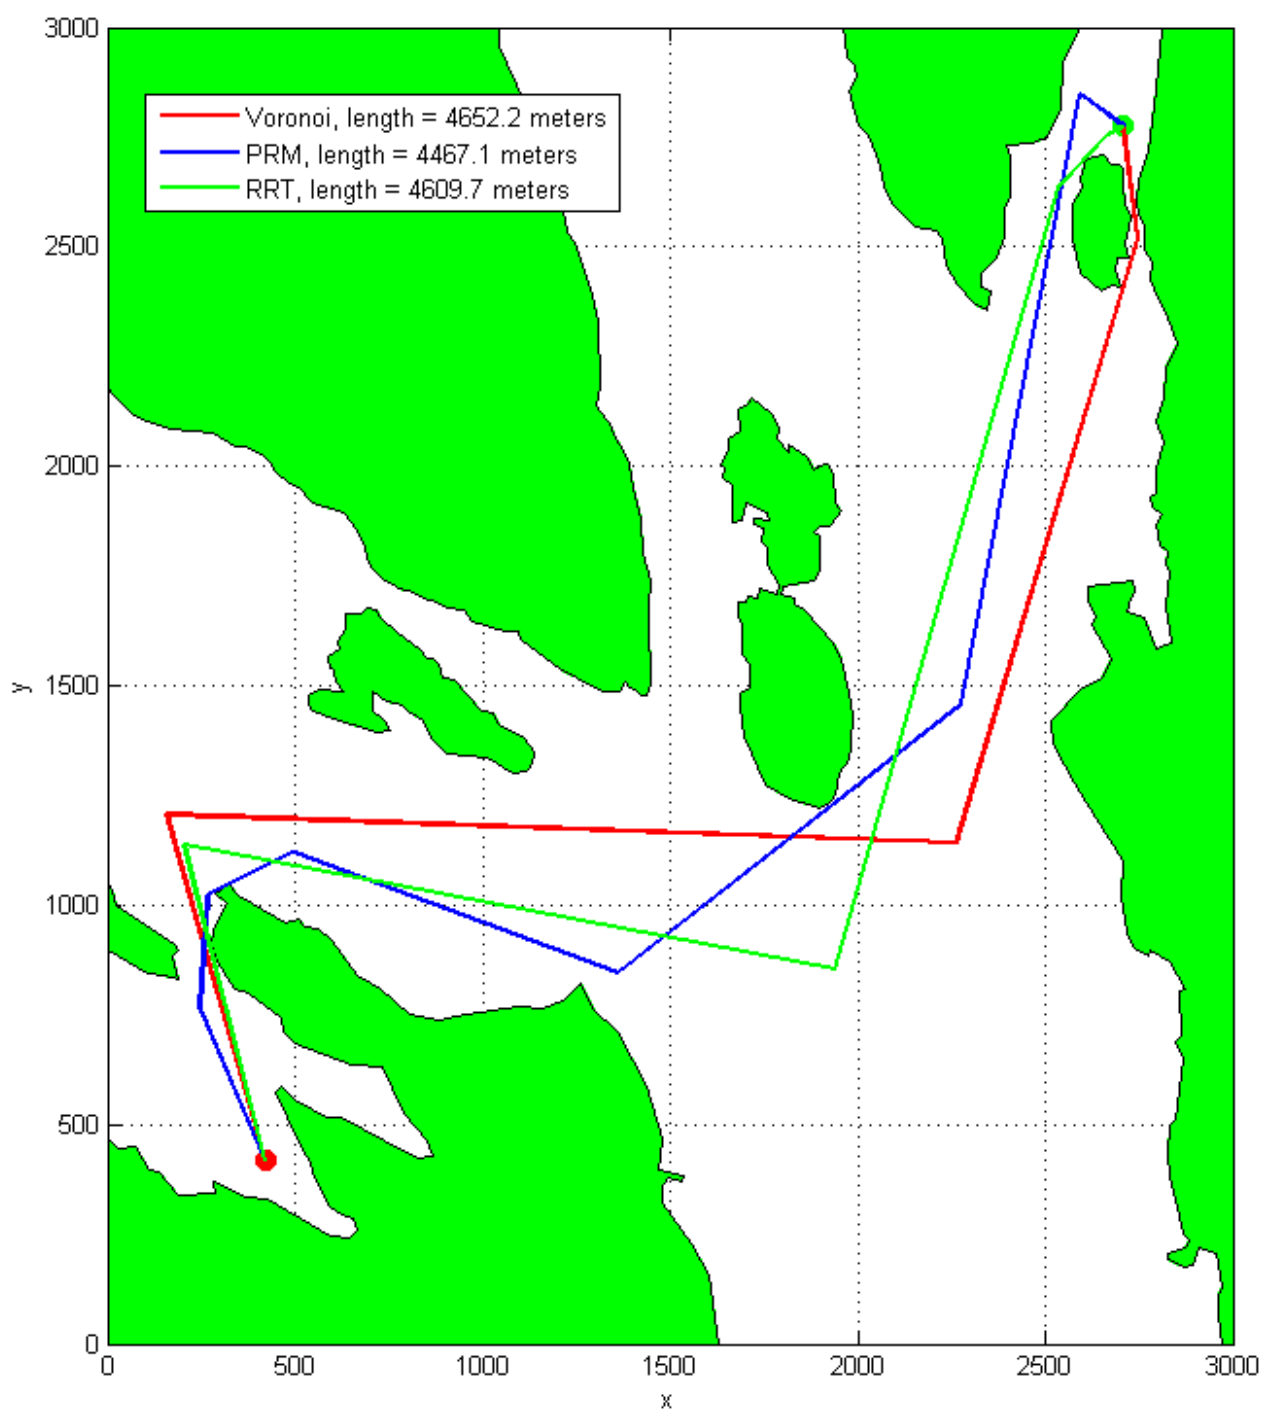 3000
Voronoi, length = 4652.2 meters
PRM, length = 4467.1 meters
RRT, length = 4609.7 meters
2500
2000
1500
y
1000
500
0
0 500 1000 1500 2000 2500 3000
x